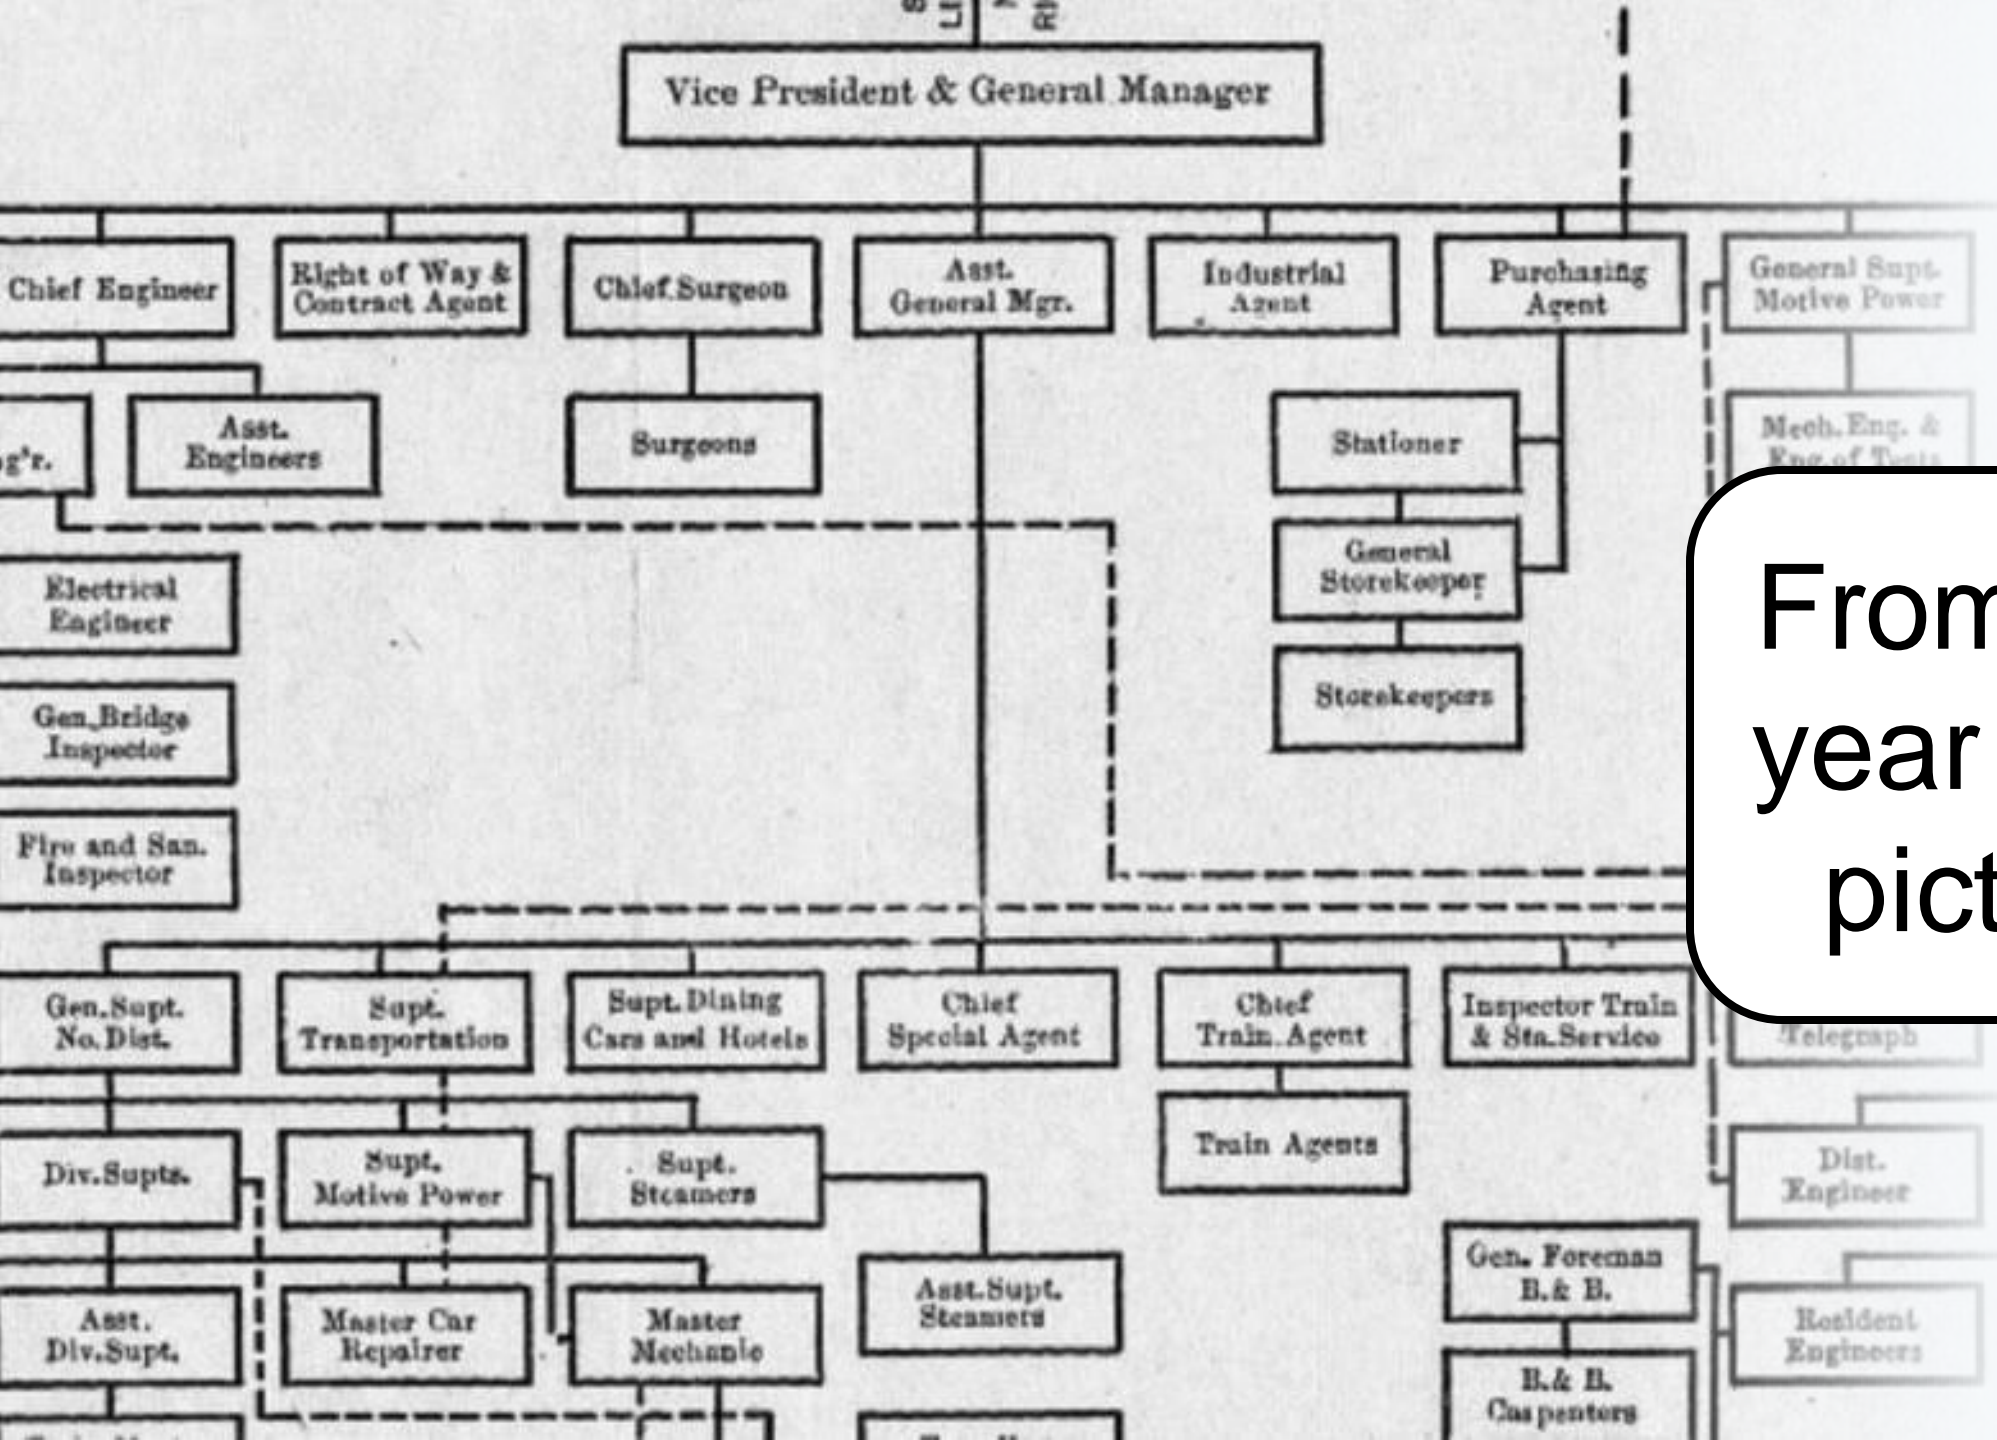 Vice President & General Manager
Chief Engineer
Right of Way &
Contract Agent
Chief Surgeon
Asst.
General Mgr.
Industrial
Agent
Purchasing
Agent
General Supt.
Motive Power
g'r.
Asst.
Engineers
Surgeons
Stationer
Mech. Eng. &
Eng. of Tests
General
Storekeeper
Storekeepers
Electrical
Engineer
Gen. Bridge
Inspector
Fire and San.
Inspector
From
year
pict
Gen. Supt.
No. Dist.
Supt.
Transportation
Supt. Dining
Cars and Hotels
Chief
Special Agent
Chief
Train Agent
Inspector Train
& Sta. Service
Telegraph
Train Agents
Div. Supts.
Supt.
Motive Power
Supt.
Steamers
Dist.
Engineer
Asst.
Div. Supt.
Master Car
Repairer
Master
Mechanic
Asst. Supt.
Steamers
Gen. Foreman
B. & B.
Resident
Engineers
B. & B.
Carpenters